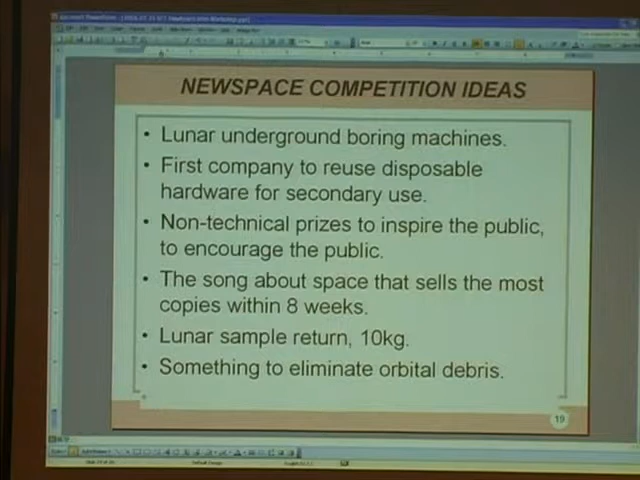 NEWSPACE COMPETITION IDEAS
• Lunar underground boring machines.
• First company to reuse disposable
hardware for secondary use.
• Non-technical prizes to inspire the public,
to encourage the public.
• The song about space that sells the most
copies within 8 weeks.
• Lunar sample return, 10kg.
• Something to eliminate orbital debris.
19